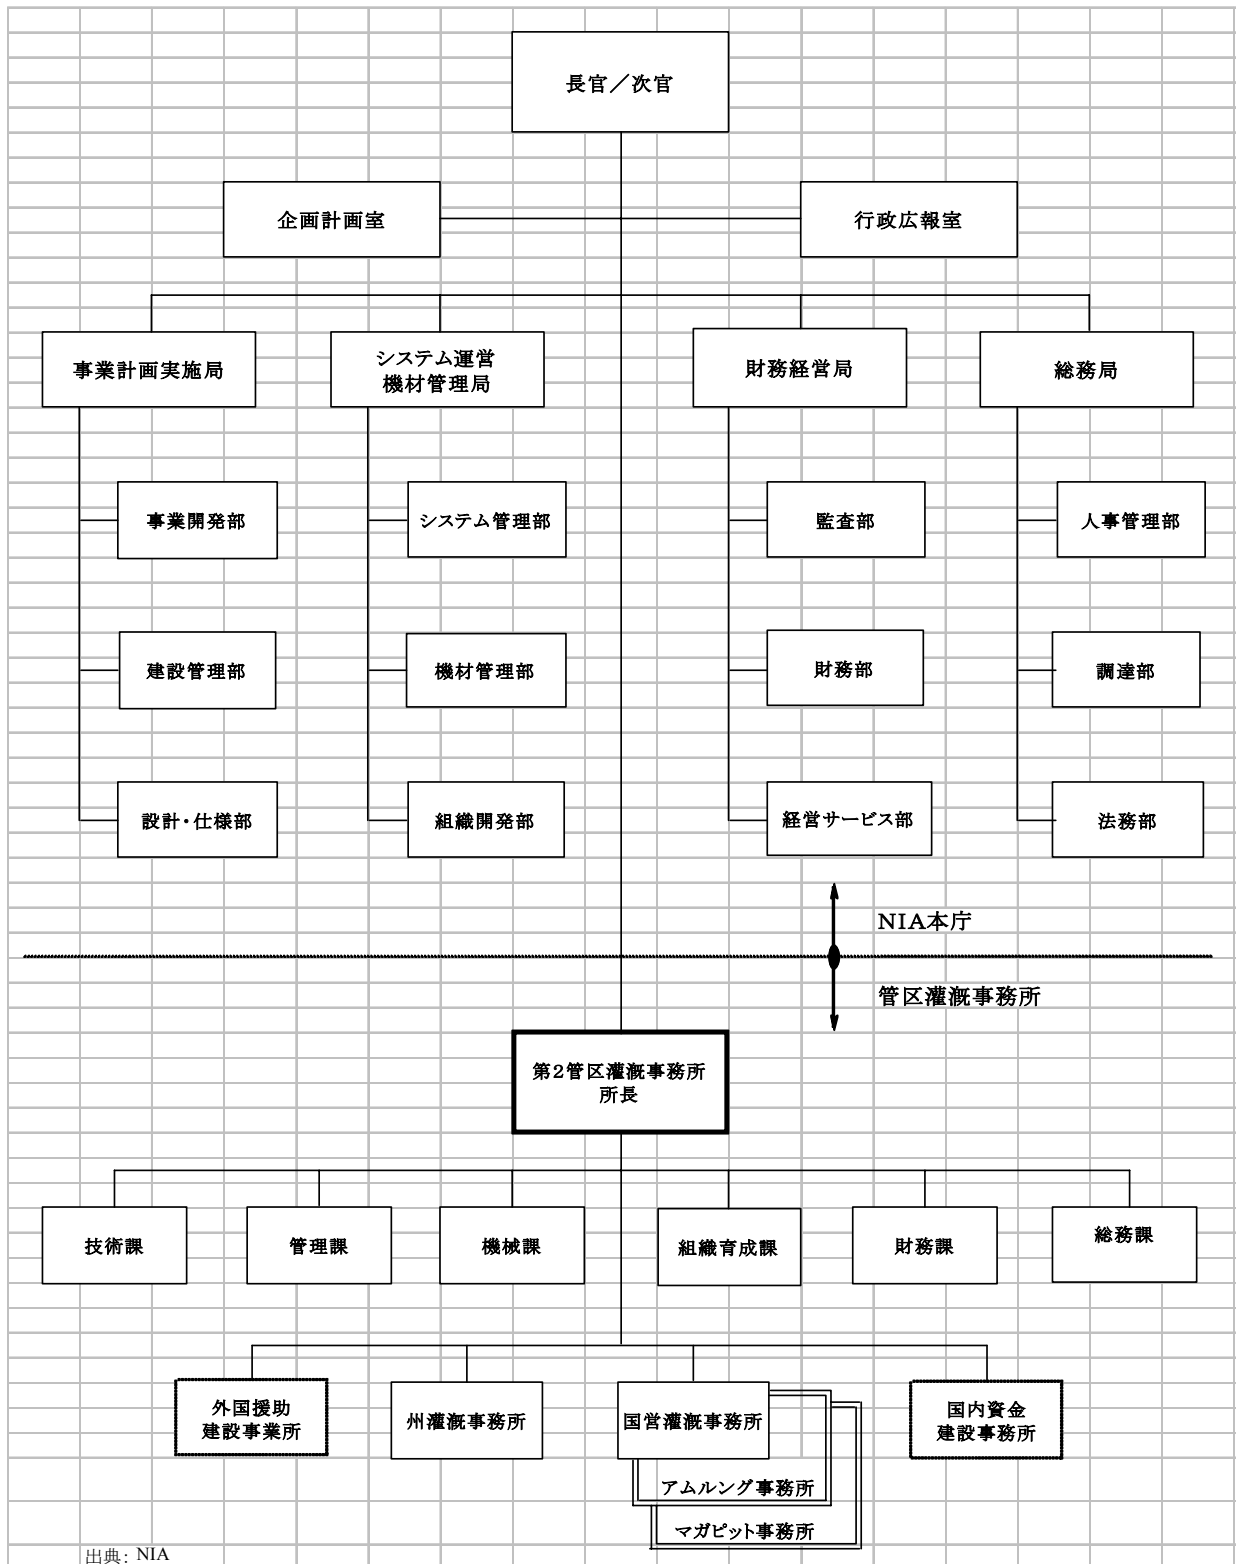 長官／次官
企画計画室
行政広報室
事業計画実施局
システム運営
機材管理局
財務経営局
総務局
事業開発部
システム管理部
監査部
人事管理部
建設管理部
機材管理部
財務部
調達部
設計・仕様部
組織開発部
経営サービス部
法務部
NIA本庁
管区灌漑事務所
第2管区灌漑事務所
所長
技術課
管理課
機械課
組織育成課
財務課
総務課
外国援助
建設事業所
州灌漑事務所
国営灌漑事務所
国内資金
建設事務所
アムルング事務所
マガピット事務所
出典: NIA